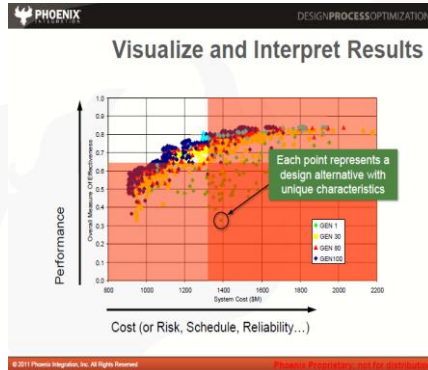 PHOENIX
INTEGRATION
DESIGNPROCESSOPTIMIZATION
Visualize and Interpret Results
Performance
Overall Measure Of Effectiveness
1.0
0.9
0.8
0.7
0.6
0.5
0.4
0.3
0.2
0.1
0.0
Each point represents a
design alternative with
unique characteristics
GEN 1
GEN 30
GEN 80
GEN100
800
1000
1200
1400
1600
1800
2000
2200
System Cost ($M)
Cost (or Risk, Schedule, Reliability…)
© 2011 Phoenix Integration, Inc. All Rights Reserved
Phoenix Proprietary: not for distribution